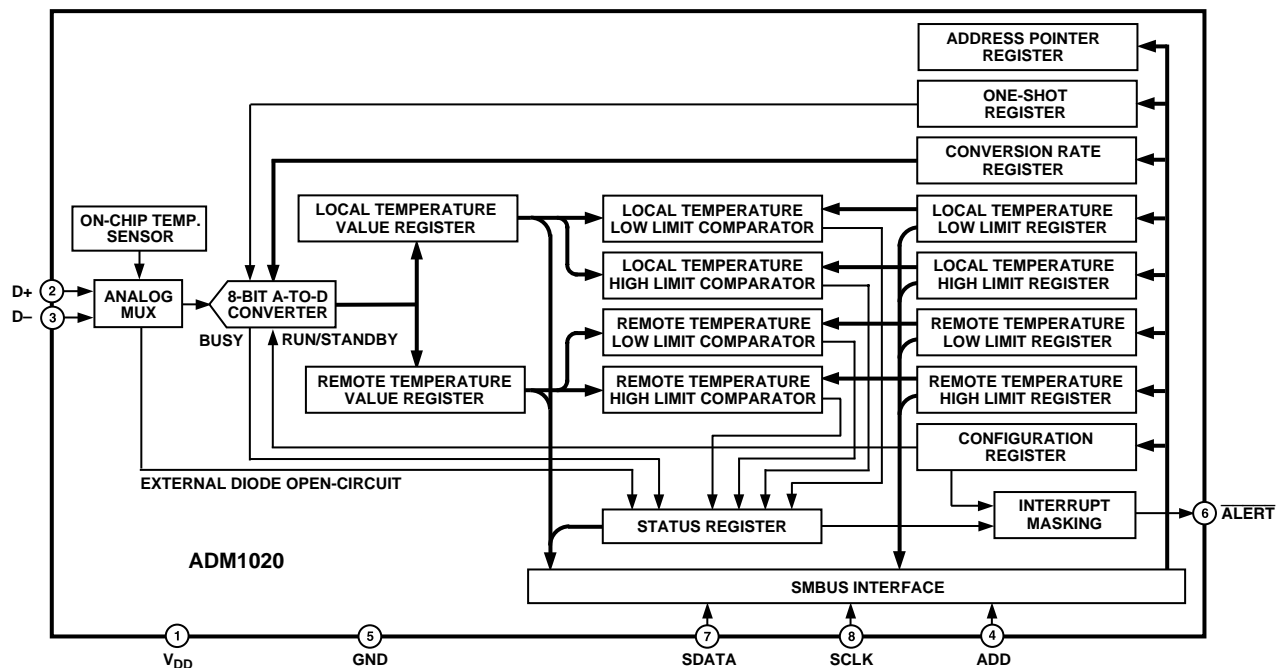 ADDRESS POINTER
REGISTER
ONE-SHOT
REGISTER
CONVERSION RATE
REGISTER
ON-CHIP TEMP.
SENSOR
LOCAL TEMPERATURE
VALUE REGISTER
LOCAL TEMPERATURE
LOW LIMIT COMPARATOR
LOCAL TEMPERATURE
LOW LIMIT REGISTER
D+
2
D–
3
ANALOG
MUX
8-BIT A-TO-D
CONVERTER
LOCAL TEMPERATURE
HIGH LIMIT COMPARATOR
LOCAL TEMPERATURE
HIGH LIMIT REGISTER
BUSY
RUN/STANDBY
REMOTE TEMPERATURE
LOW LIMIT COMPARATOR
REMOTE TEMPERATURE
LOW LIMIT REGISTER
REMOTE TEMPERATURE
VALUE REGISTER
REMOTE TEMPERATURE
HIGH LIMIT COMPARATOR
REMOTE TEMPERATURE
HIGH LIMIT REGISTER
CONFIGURATION
REGISTER
EXTERNAL DIODE OPEN-CIRCUIT
STATUS REGISTER
INTERRUPT
MASKING
6
ALERT
ADM1020
SMBUS INTERFACE
1
5
7
8
4
VDD
GND
SDATA
SCLK
ADD